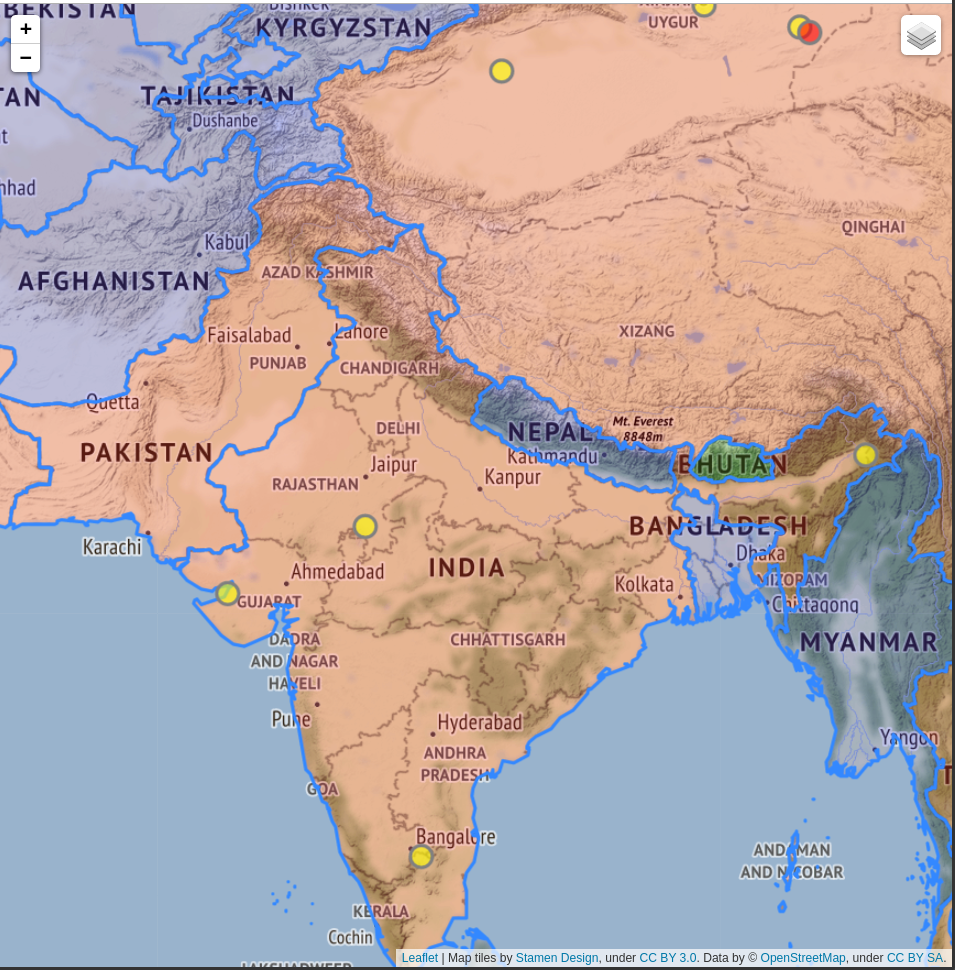 BEKISTAN
Bishkek
KYRGYZSTAN
UYGUR
+
−
TAN
TAJIKISTAN
Dushanbe
QINGHAI
Kabul
AFGHANISTAN
AZAD KASHMIR
Faisalabad
Lahore
XIZANG
PUNJAB
CHANDIGARH
Quetta
Mt. Everest
8848m
DELHI
NEPAL
PAKISTAN
Kathmandu
Jaipur
BHUTAN
Kanpur
RAJASTHAN
BANGLADESH
Karachi
Dhaka
INDIA
Ahmedabad
MIZORAM
Kolkata
GUJARAT
Chittagong
DADRA
AND NAGAR
HAVELI
CHHATTISGARH
MYANMAR
Pune
Hyderabad
Yangon
ANDHRA
PRADESH
GOA
T
Bangalore
ANDAMAN
AND NICOBAR
KERALA
Cochin
LAKSHADWEEP
Leaflet | Map tiles by Stamen Design, under CC BY 3.0. Data by © OpenStreetMap, under CC BY SA.